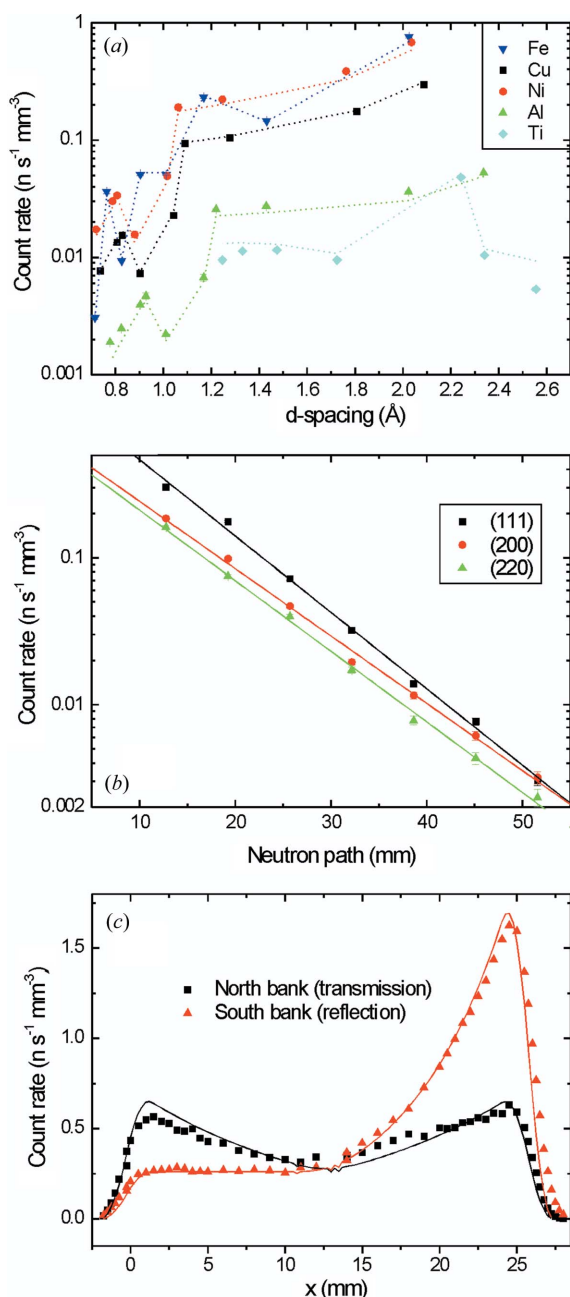 (a)
Fe
Cu
Ni
Al
Ti
1
0.1
0.01
0.001
Count rate (n s⁻¹ mm⁻³)
0.8 1.0 1.2 1.4 1.6 1.8 2.0 2.2 2.4 2.6
d-spacing (Å)
(111)
(200)
(220)
0.1
0.01
0.002
Count rate (n s⁻¹ mm⁻³)
(b)
10 20 30 40 50
Neutron path (mm)
(c)
North bank (transmission)
South bank (reflection)
1.5
1.0
0.5
0.0
Count rate (n s⁻¹ mm⁻³)
0 5 10 15 20 25
x (mm)